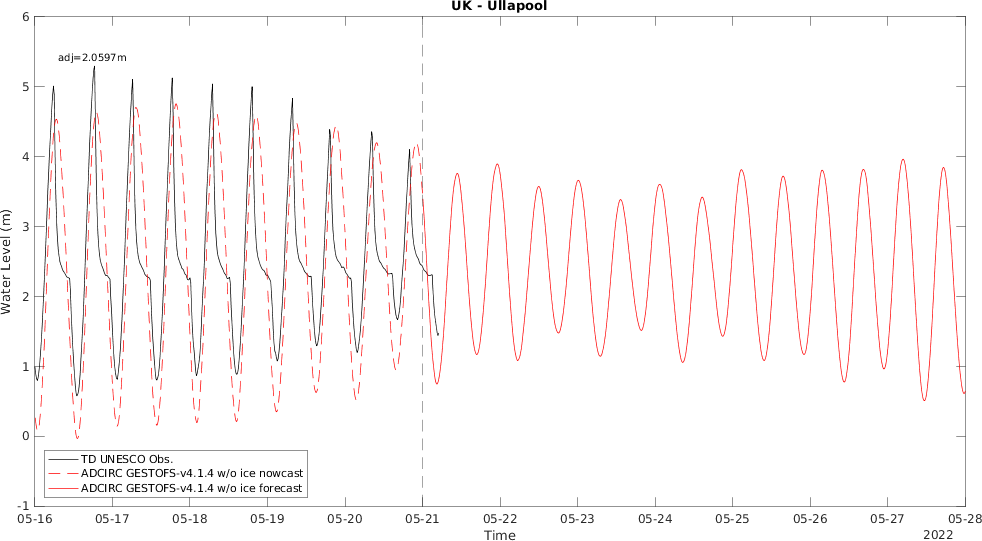 UK - Ullapool
6
adj=2.0597m
5
4
3
2
1
0
-1
Water Level (m)
TD UNESCO Obs.
ADCIRC GESTOFS-v4.1.4 w/o ice nowcast
ADCIRC GESTOFS-v4.1.4 w/o ice forecast
05-16 05-17 05-18 05-19 05-20 05-21 05-22 05-23 05-24 05-25 05-26 05-27 05-28
Time
2022